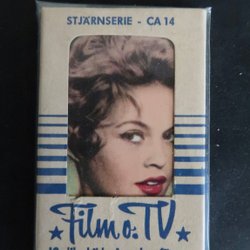 STJÄRNSERIE - CA 14
Film o. TV